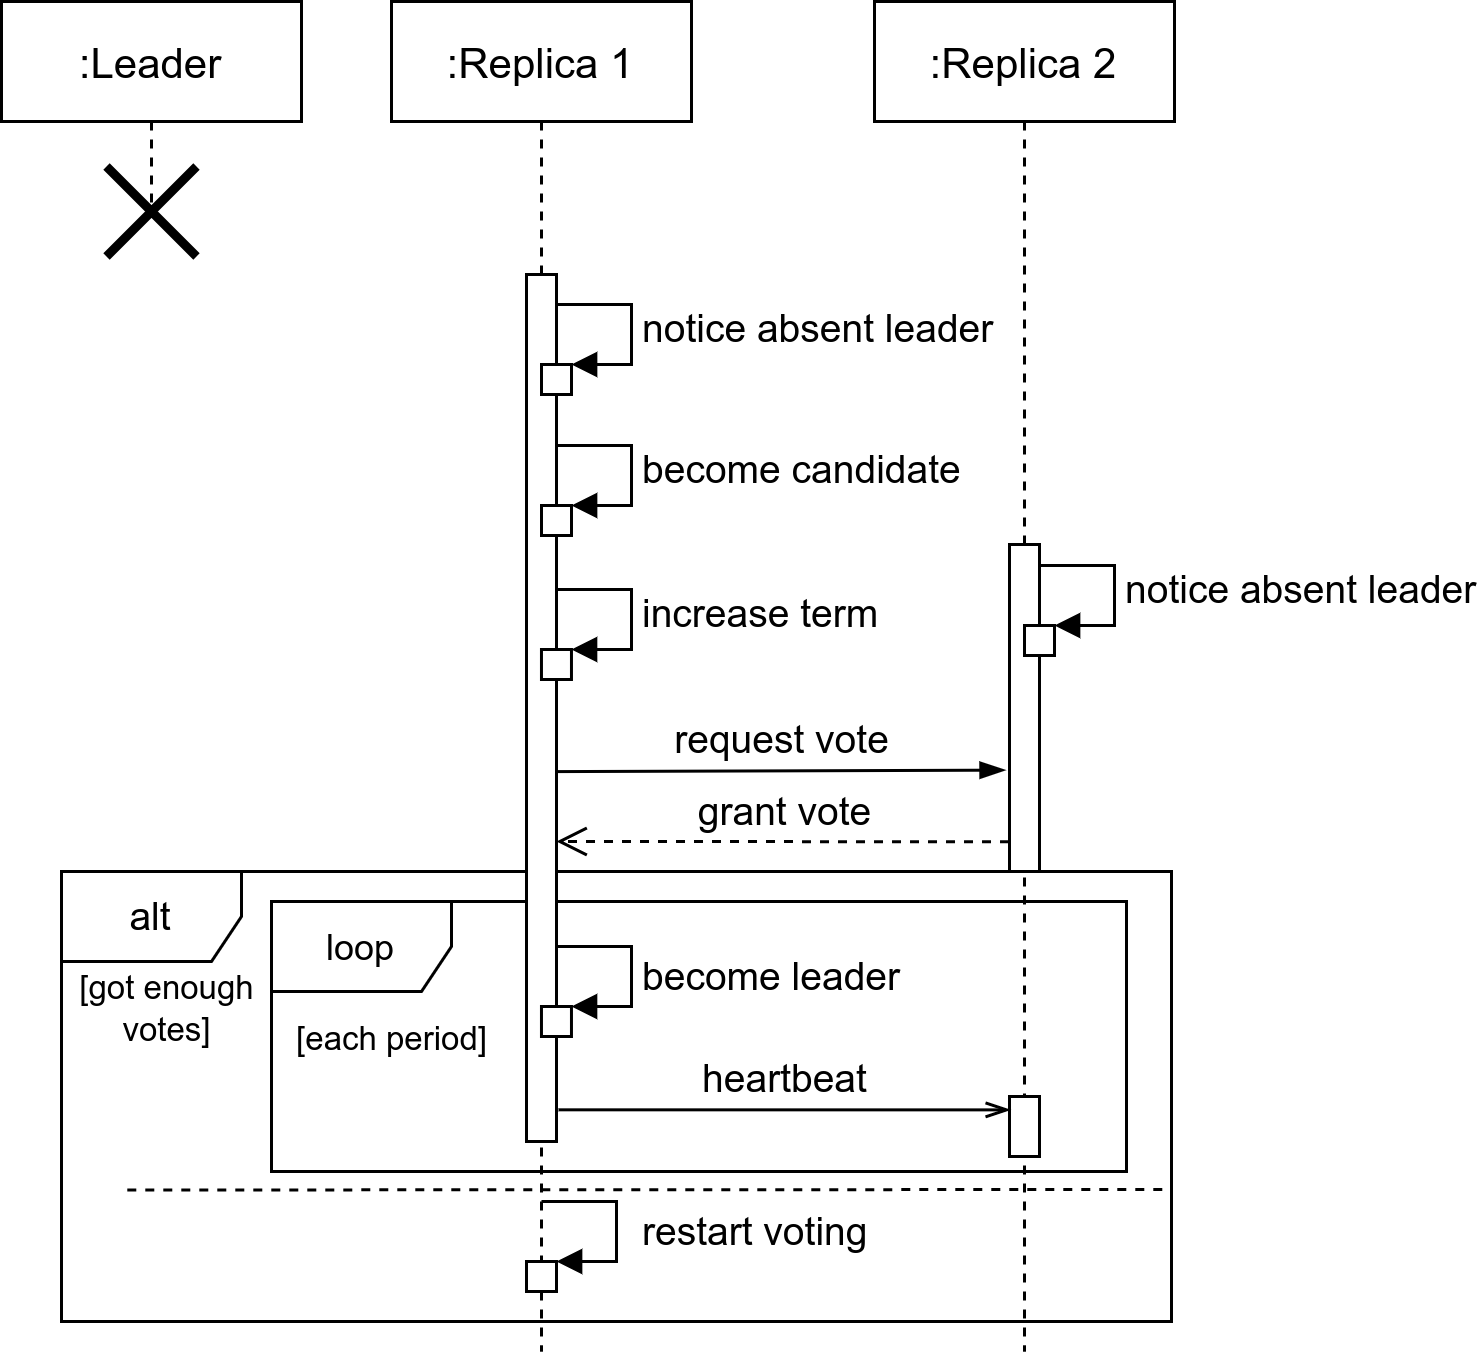 :Leader
:Replica 1
:Replica 2
notice absent leader
become candidate
notice absent leader
increase term
request vote
grant vote
alt
[got enough
votes]
loop
[each period]
become leader
heartbeat
restart voting